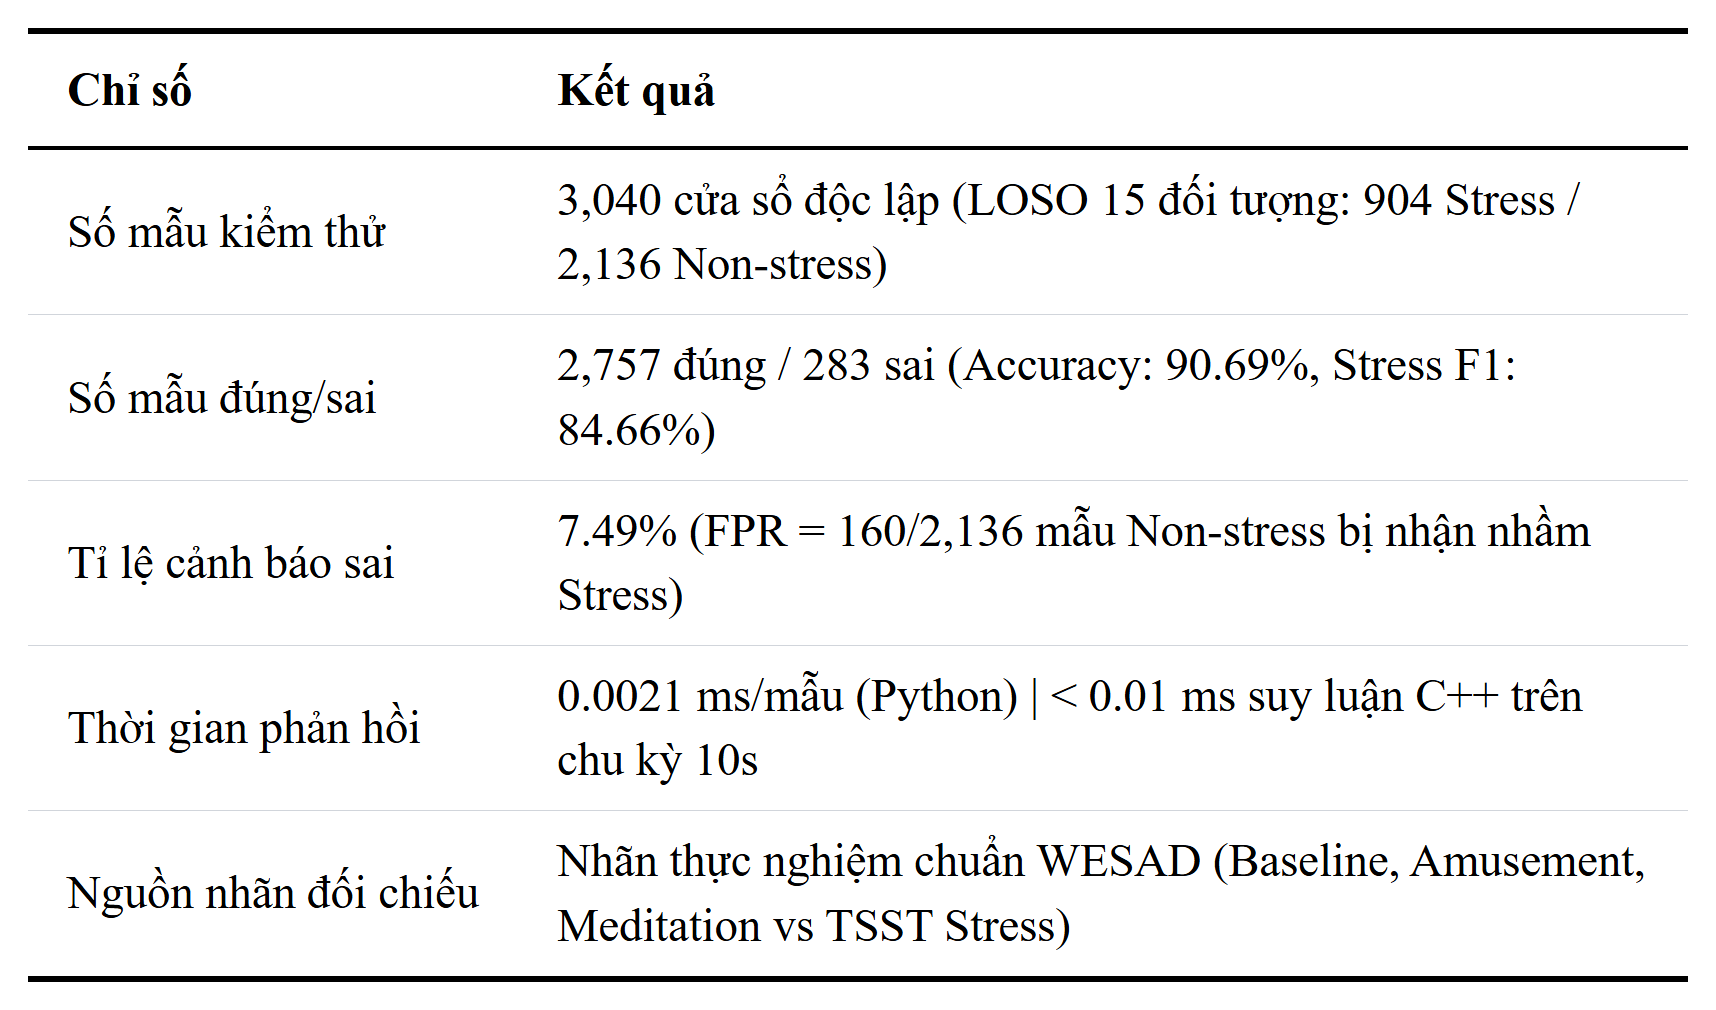 Chỉ số
Kết quả
Số mẫu kiểm thử
3,040 cửa sổ độc lập (LOSO 15 đối tượng: 904 Stress /
2,136 Non-stress)
Số mẫu đúng/sai
2,757 đúng / 283 sai (Accuracy: 90.69%, Stress F1:
84.66%)
Tỉ lệ cảnh báo sai
7.49% (FPR = 160/2,136 mẫu Non-stress bị nhận nhầm
Stress)
Thời gian phản hồi
0.0021 ms/mẫu (Python) | < 0.01 ms suy luận C++ trên
chu kỳ 10s
Nguồn nhãn đối chiếu
Nhãn thực nghiệm chuẩn WESAD (Baseline, Amusement,
Meditation vs TSST Stress)